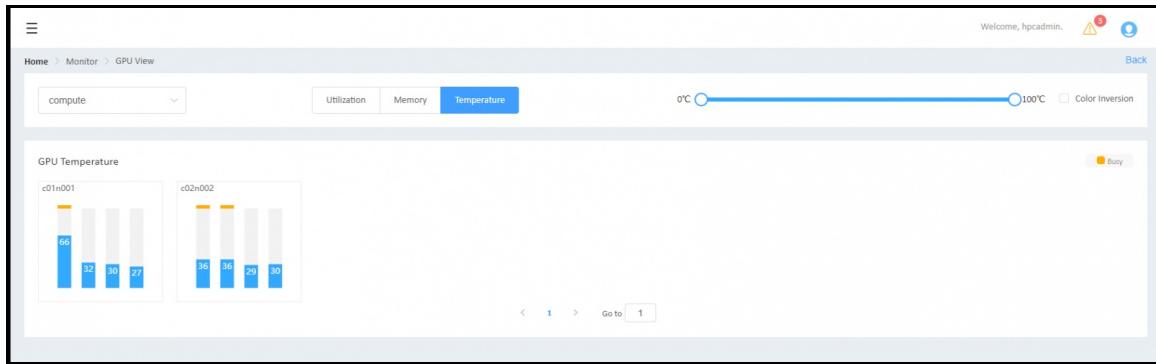 Welcome, hpcadmin. 5
Home > Monitor > GPU View Back
compute Utilization Memory Temperature 0℃ 100℃ Color Inversion
GPU Temperature Busy
c01n001 c02n002
66 32 30 27 36 36 29 30
< 1 > Go to 1